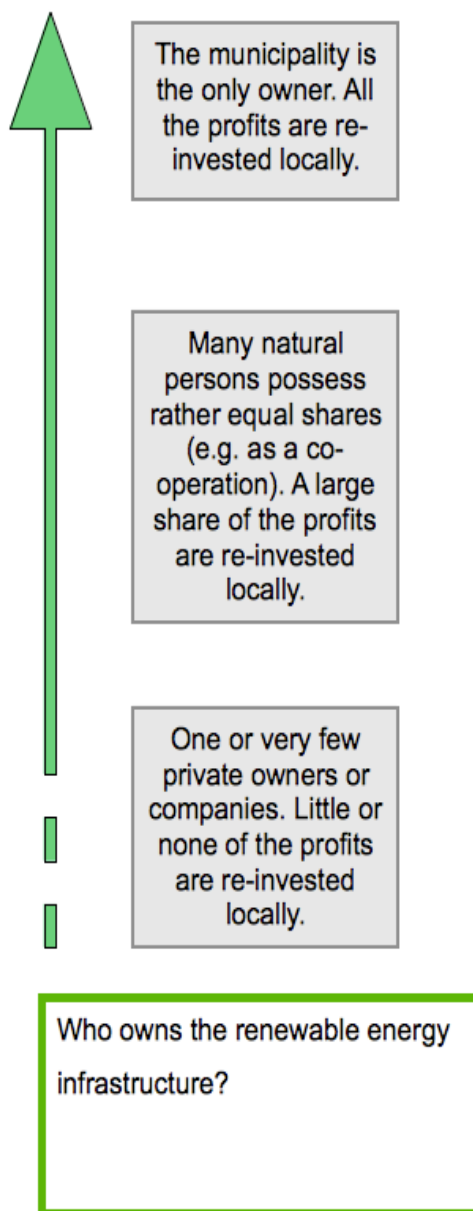 The municipality is
the only owner. All
the profits are re-
invested locally.
Many natural
persons possess
rather equal shares
(e.g. as a co-
operation). A large
share of the profits
are re-invested
locally.
One or very few
private owners or
companies. Little or
none of the profits
are re-invested
locally.
Who owns the renewable energy
infrastructure?